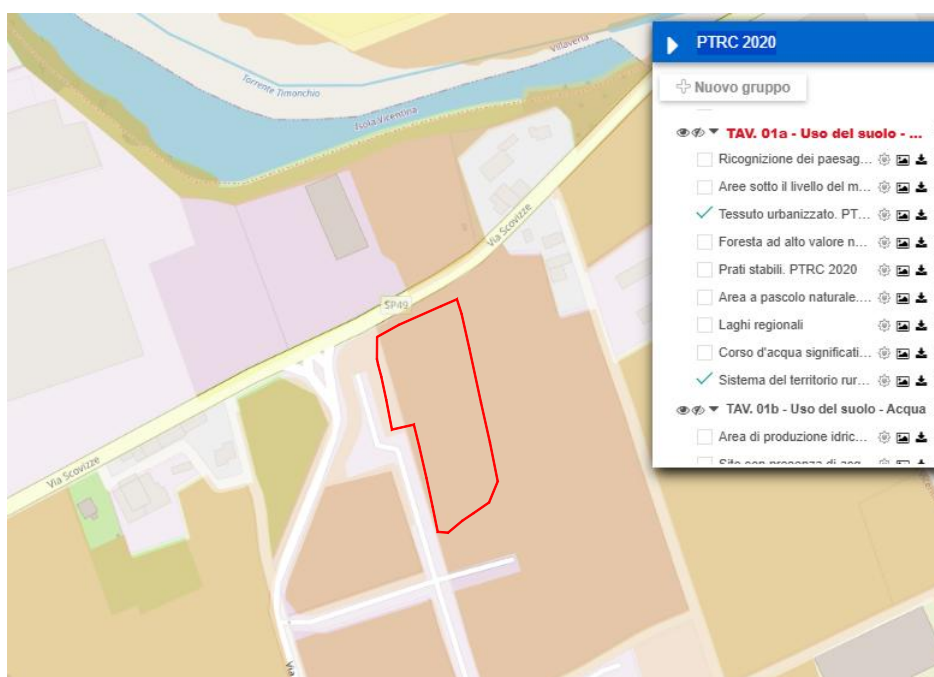 PTRC 2020
Nuovo gruppo
TAV. 01a - Uso del suolo - ...
Ricognizione dei paesag...
Aree sotto il livello del m...
Tessuto urbanizzato. PT...
Foresta ad alto valore n...
Prati stabili. PTRC 2020
Area a pascolo naturale....
Laghi regionali
Corso d'acqua significati...
Sistema del territorio rur...
TAV. 01b - Uso del suolo - Acqua
Area di produzione idric...
Villaverla
Torrente Timonchio
Isola Vicentina
Via Scovizze
SP49
Via Scovizze
Via